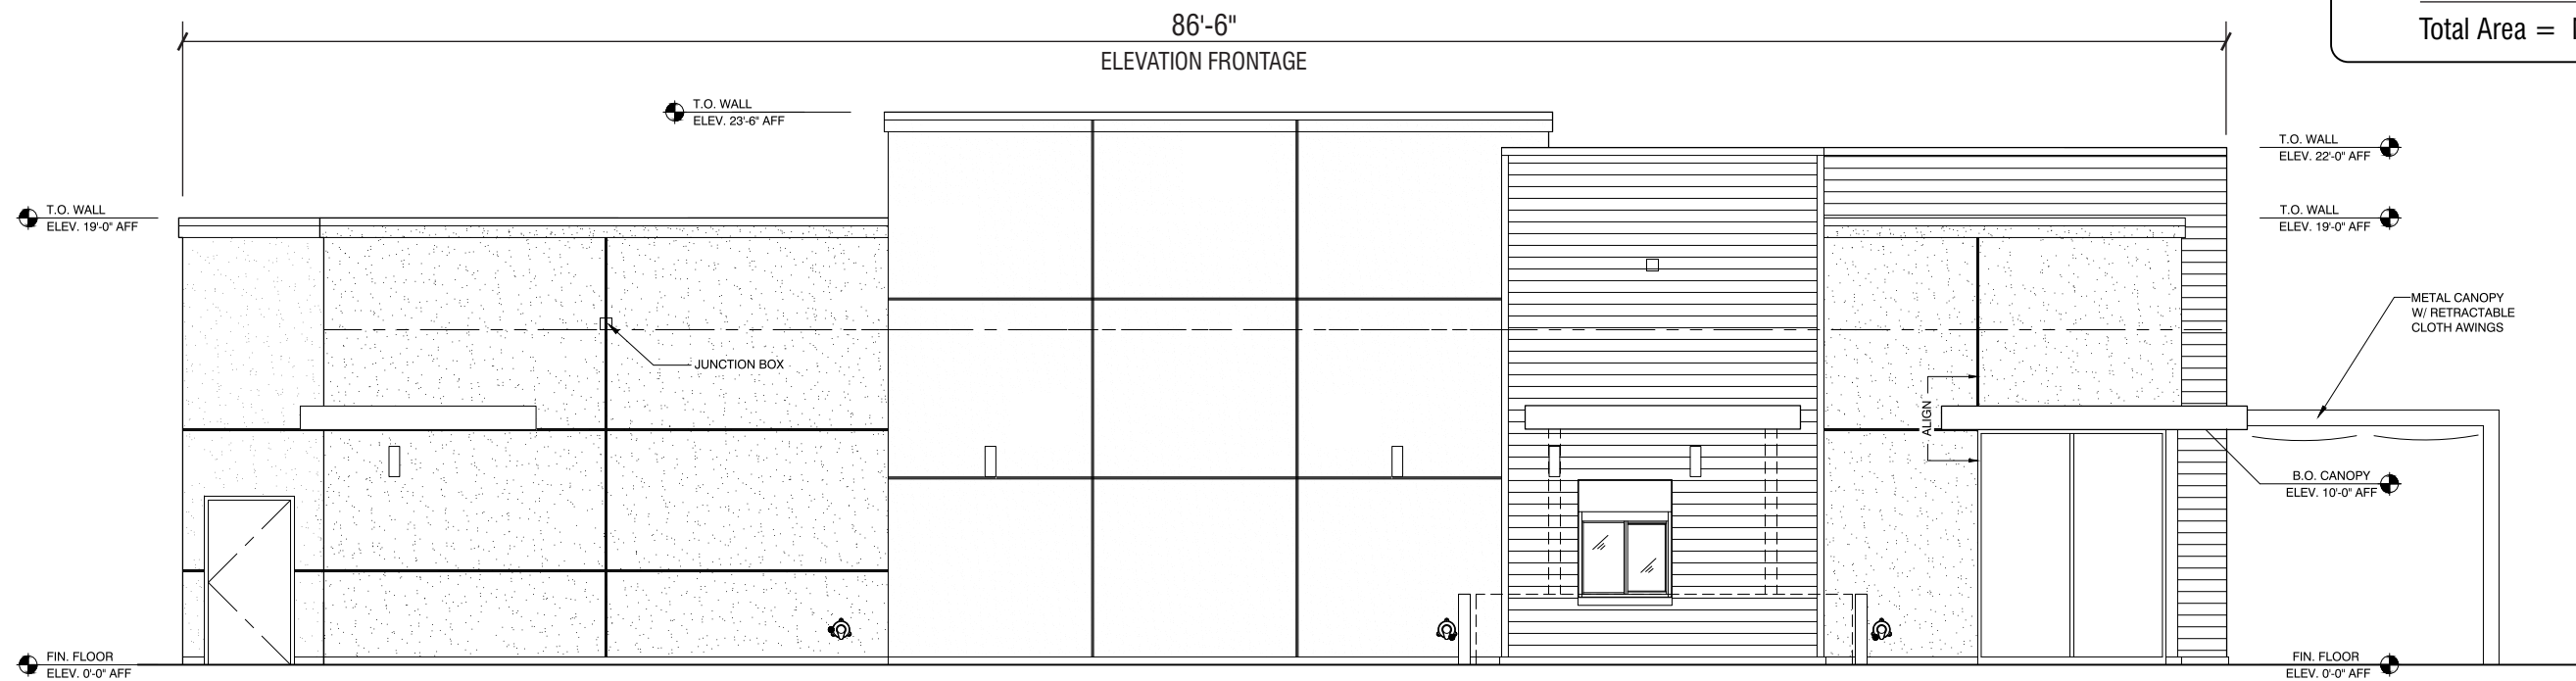 86'-6"
Total Area =
ELEVATION FRONTAGE
T.O. WALL
ELEV. 23'-6" AFF
T.O. WALL
ELEV. 22'-0" AFF
T.O. WALL
ELEV. 19'-0" AFF
T.O. WALL
ELEV. 19'-0" AFF
METAL CANOPY
W/ RETRACTABLE
CLOTH AWINGS
JUNCTION BOX
ALIGN
B.O. CANOPY
ELEV. 10'-0" AFF
FIN. FLOOR
ELEV. 0'-0" AFF
FIN. FLOOR
ELEV. 0'-0" AFF